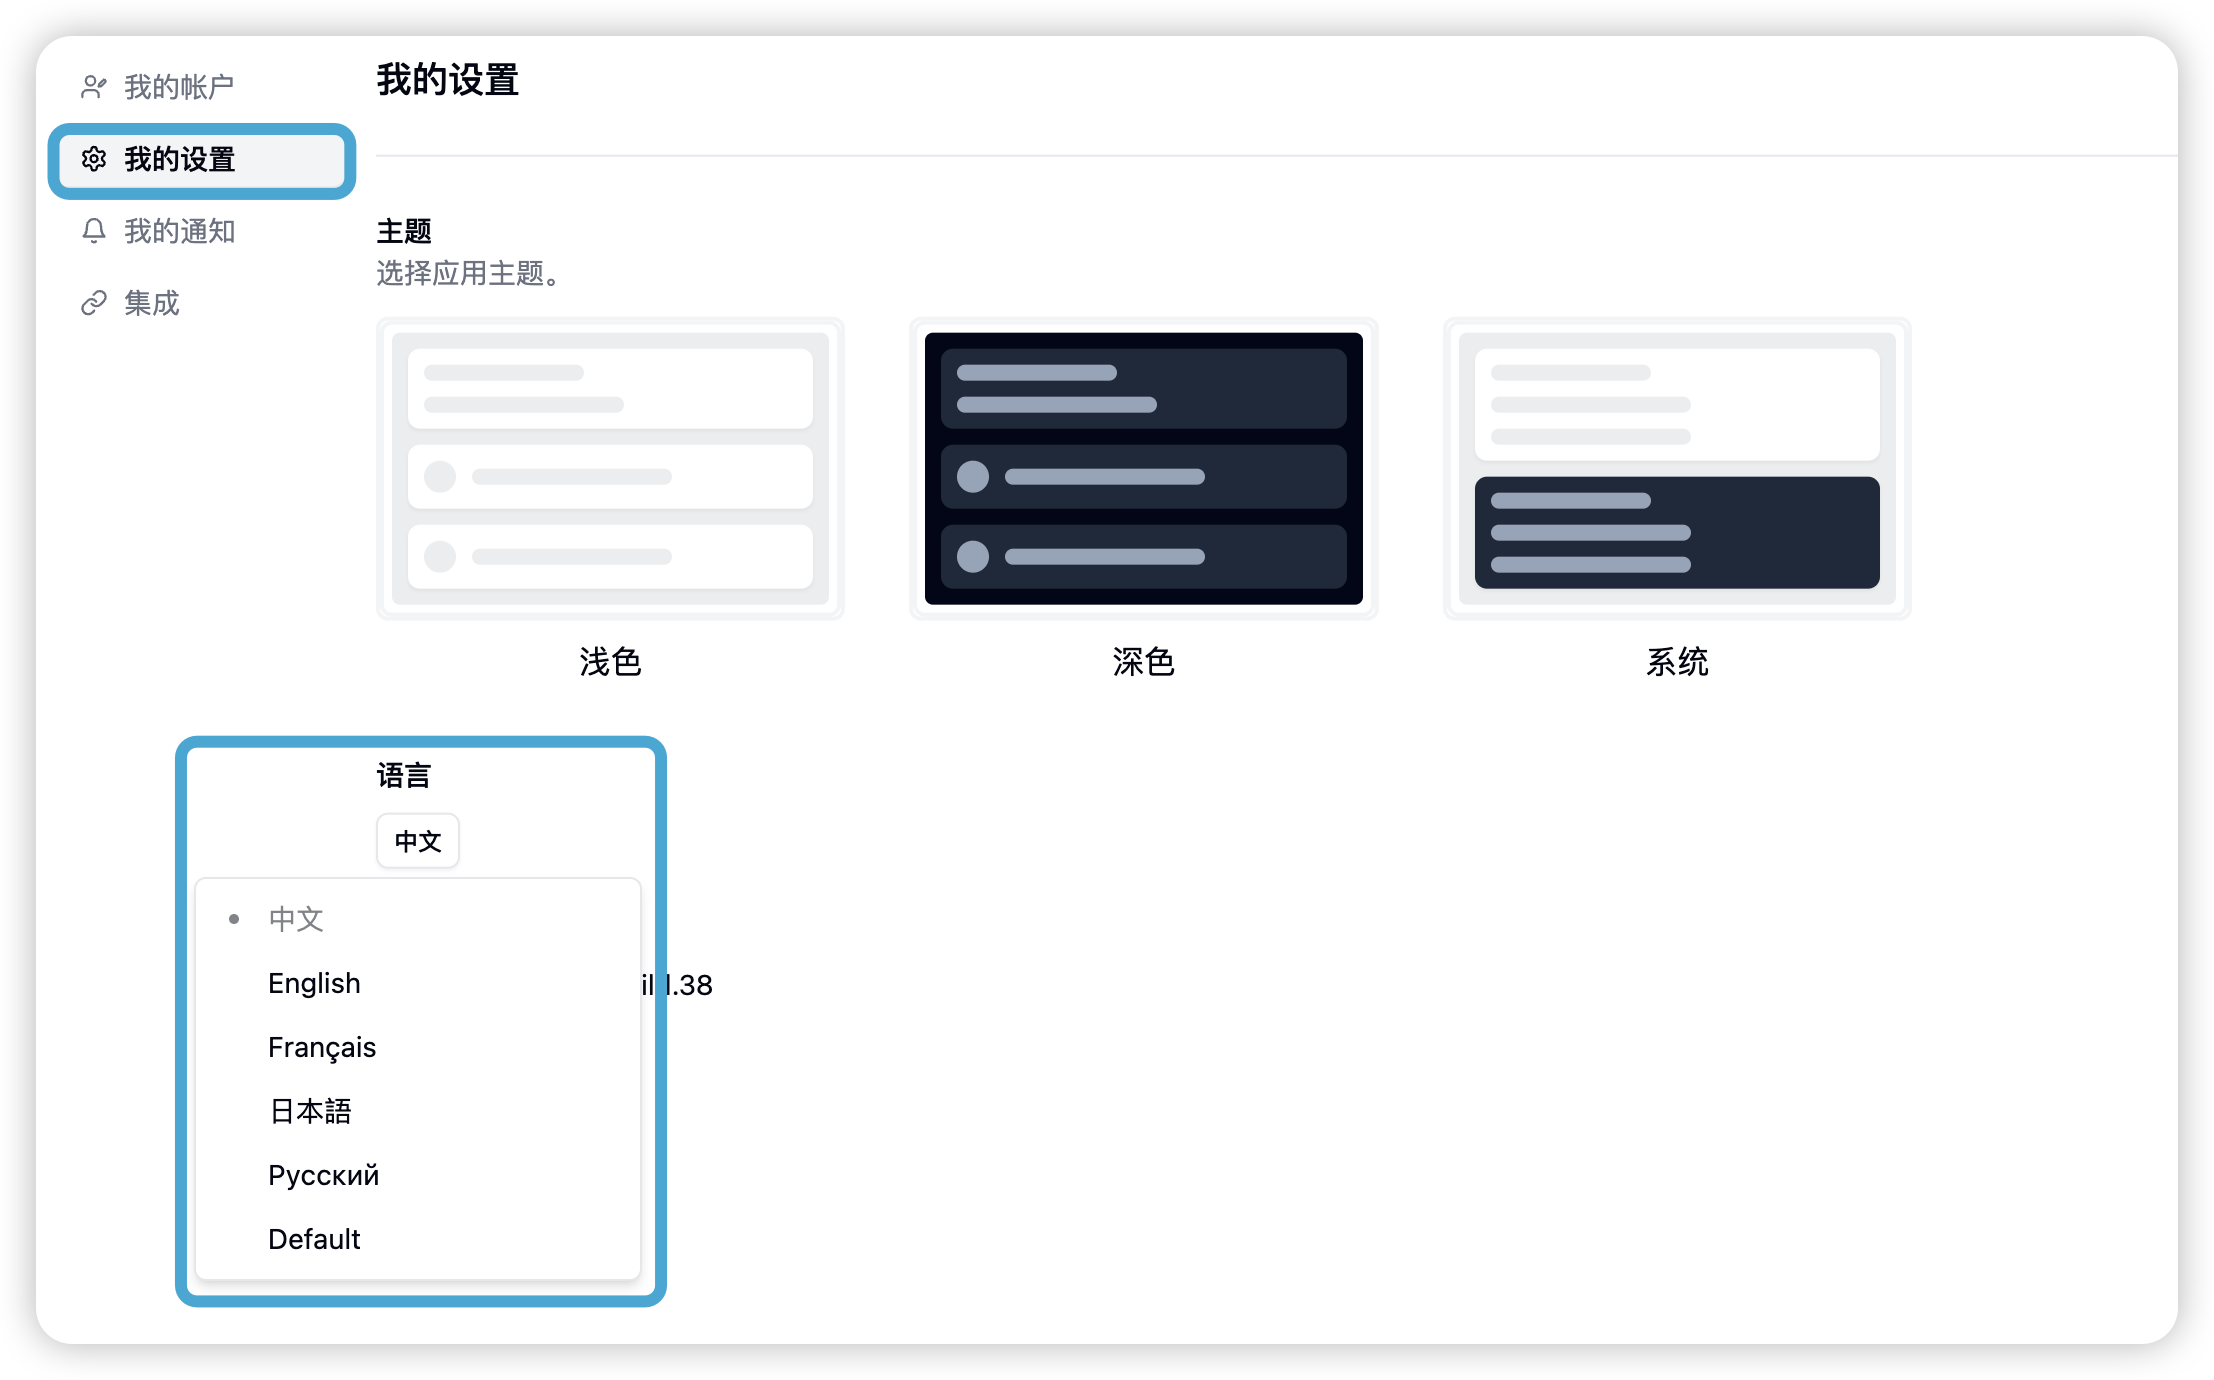 我的帐户
我的设置
我的通知
集成
我的设置
主题
选择应用主题。
浅色
深色
系统
语言
中文
中文
English
Français
日本語
Русский
Default
.38